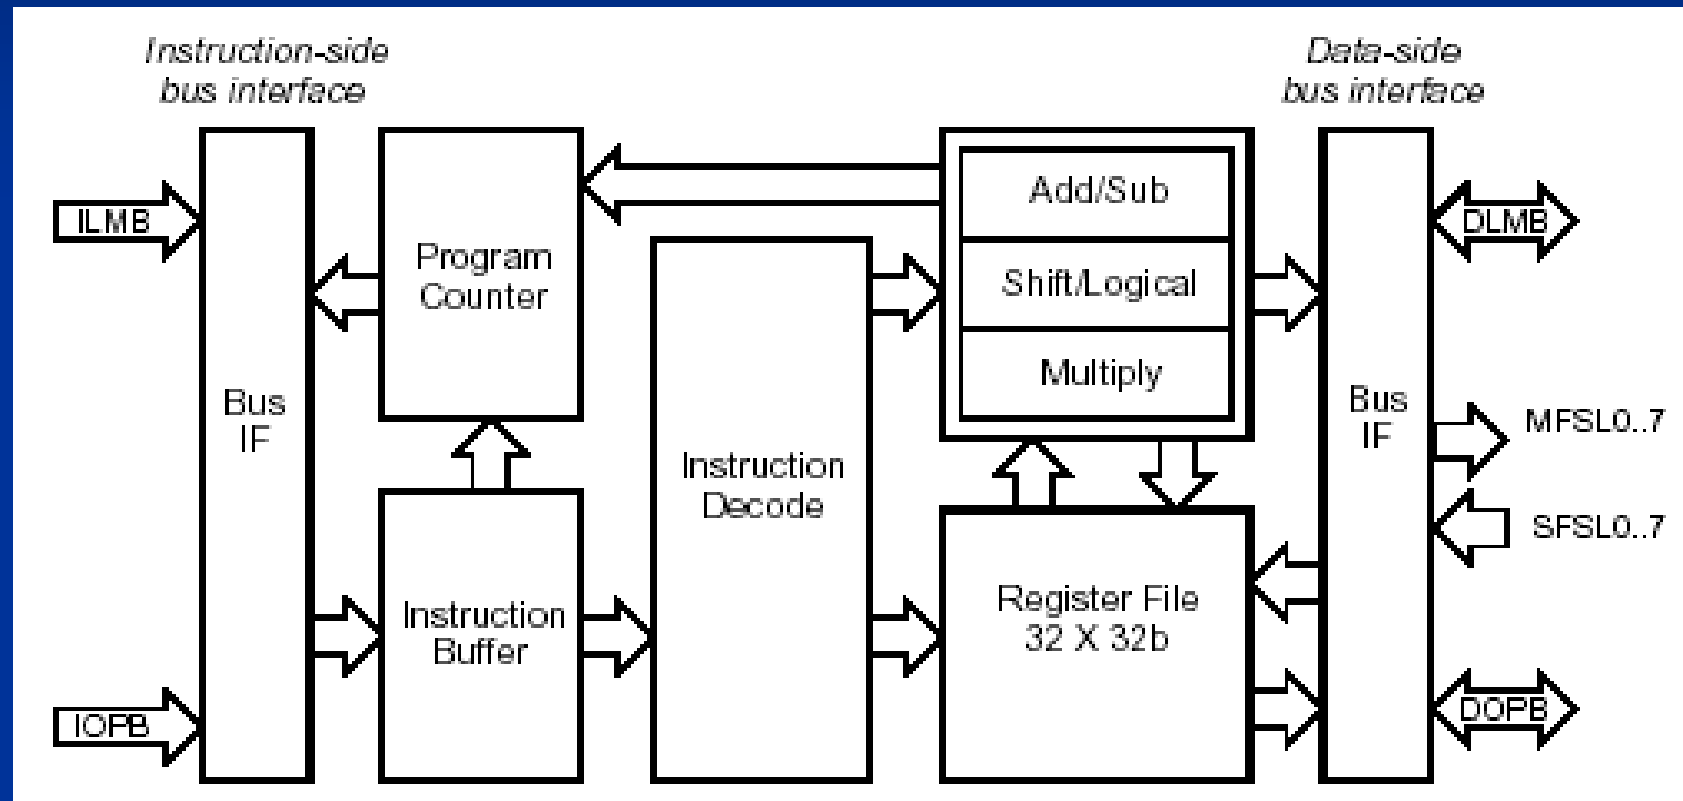 Instruction-side
bus interface
Data-side
bus interface
ILMB
IOPB
Bus
IF
Program
Counter
Instruction
Buffer
Instruction
Decode
Add/Sub
Shift/Logical
Multiply
Register File
32 X 32b
Bus
IF
DLMB
MFSL0..7
SFSL0..7
DOPB